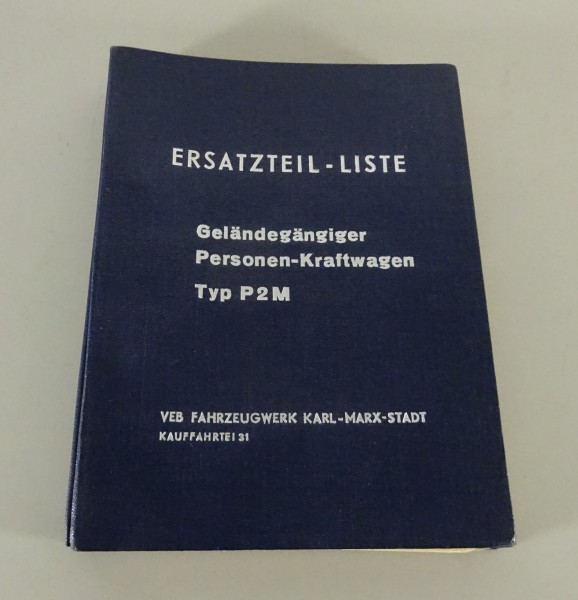 ERSATZTEIL-LISTE
Geländegängiger
Personen-Kraftwagen
Typ P2M
VEB FAHRZEUGWERK KARL-MARX-STADT
KAUFFAHRTEI 31